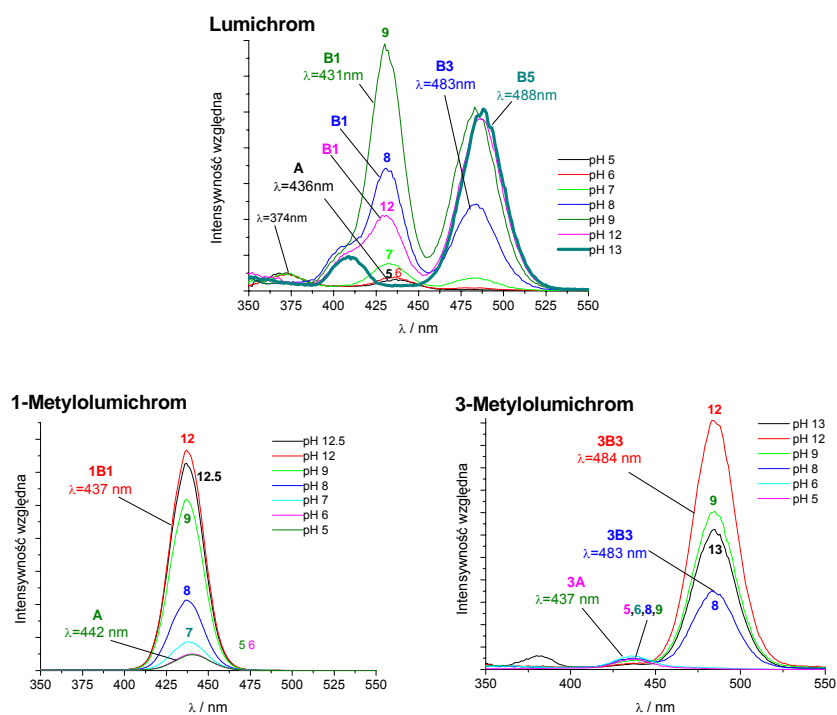 Lumichrom
9
B1
λ=431nm
B3
λ=483nm
B5
λ=488nm
B1
B1
8
A
λ=436nm
12
λ=374nm
7
5 6
pH 5
pH 6
pH 7
pH 8
pH 9
pH 12
pH 13
Intensywność względna
350 375 400 425 450 475 500 525 550
λ / nm
1-Metylolumichrom
12
12.5
1B1
λ=437 nm
9
8
A
λ=442 nm
7
5 6
pH 12.5
pH 12
pH 9
pH 8
pH 7
pH 6
pH 5
Intensywność względna
350 375 400 425 450 475 500 525 550
λ / nm
3-Metylolumichrom
12
3B3
λ=484 nm
9
13
3B3
λ=483 nm
3A
λ=437 nm
5,6,8,9
8
pH 13
pH 12
pH 9
pH 8
pH 6
pH 5
Intensywność względna
350 400 450 500 550
λ / nm